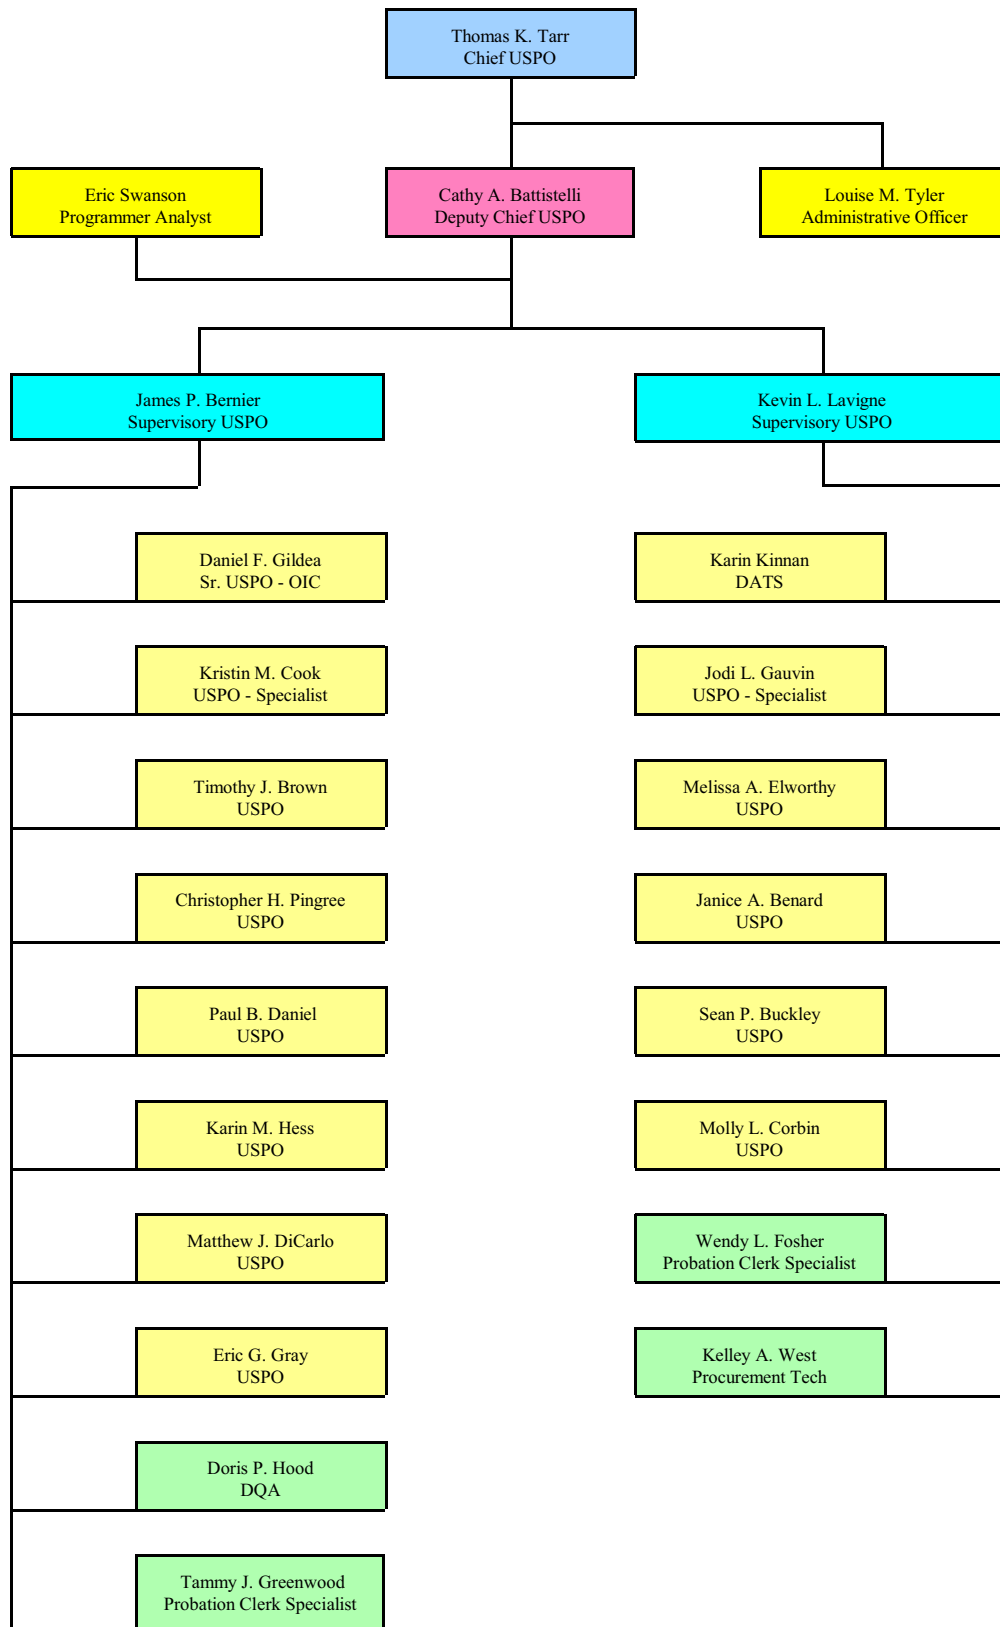 Thomas K. Tarr
Chief USPO
Eric Swanson
Programmer Analyst
Cathy A. Battistelli
Deputy Chief USPO
Louise M. Tyler
Administrative Officer
James P. Bernier
Supervisory USPO
Kevin L. Lavigne
Supervisory USPO
Daniel F. Gildea
Sr. USPO - OIC
Karin Kinnan
DATS
Kristin M. Cook
USPO - Specialist
Jodi L. Gauvin
USPO - Specialist
Timothy J. Brown
USPO
Melissa A. Elworthy
USPO
Christopher H. Pingree
USPO
Janice A. Benard
USPO
Paul B. Daniel
USPO
Sean P. Buckley
USPO
Karin M. Hess
USPO
Molly L. Corbin
USPO
Matthew J. DiCarlo
USPO
Wendy L. Fosher
Probation Clerk Specialist
Eric G. Gray
USPO
Kelley A. West
Procurement Tech
Doris P. Hood
DQA
Tammy J. Greenwood
Probation Clerk Specialist